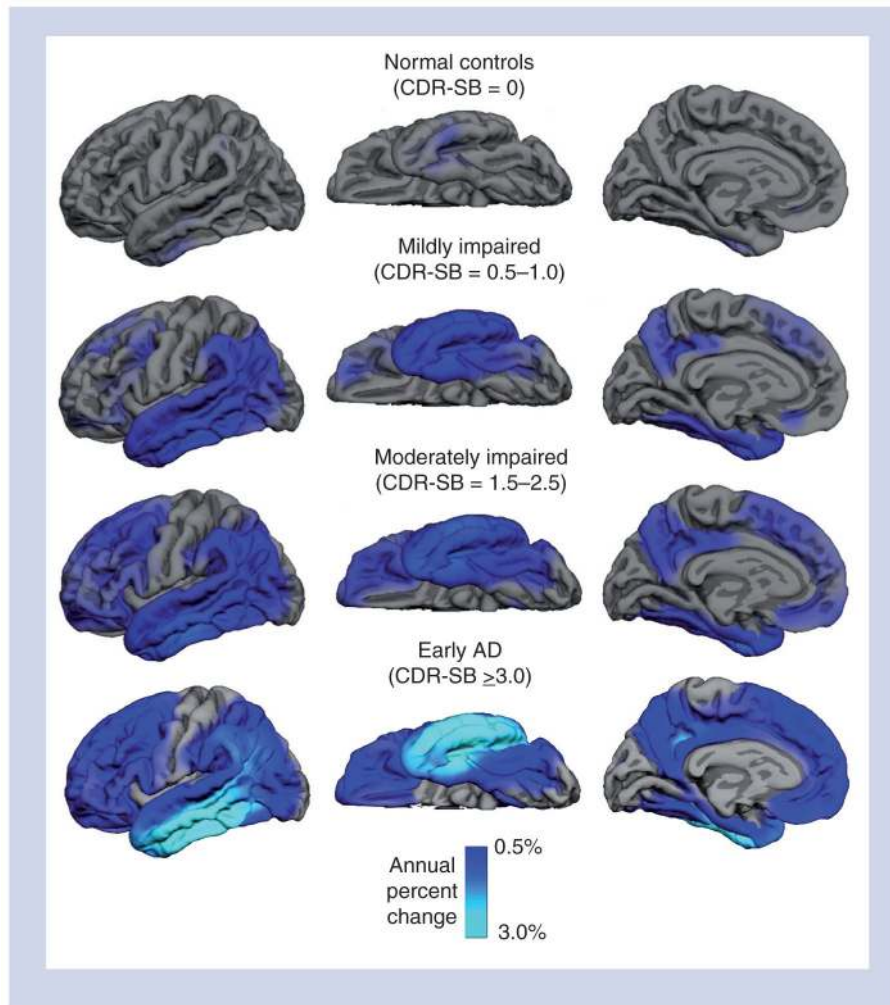 Normal controls
(CDR-SB = 0)
Mildly impaired
(CDR-SB = 0.5–1.0)
Moderately impaired
(CDR-SB = 1.5–2.5)
Early AD
(CDR-SB ≥3.0)
Annual
percent
change
0.5%
3.0%